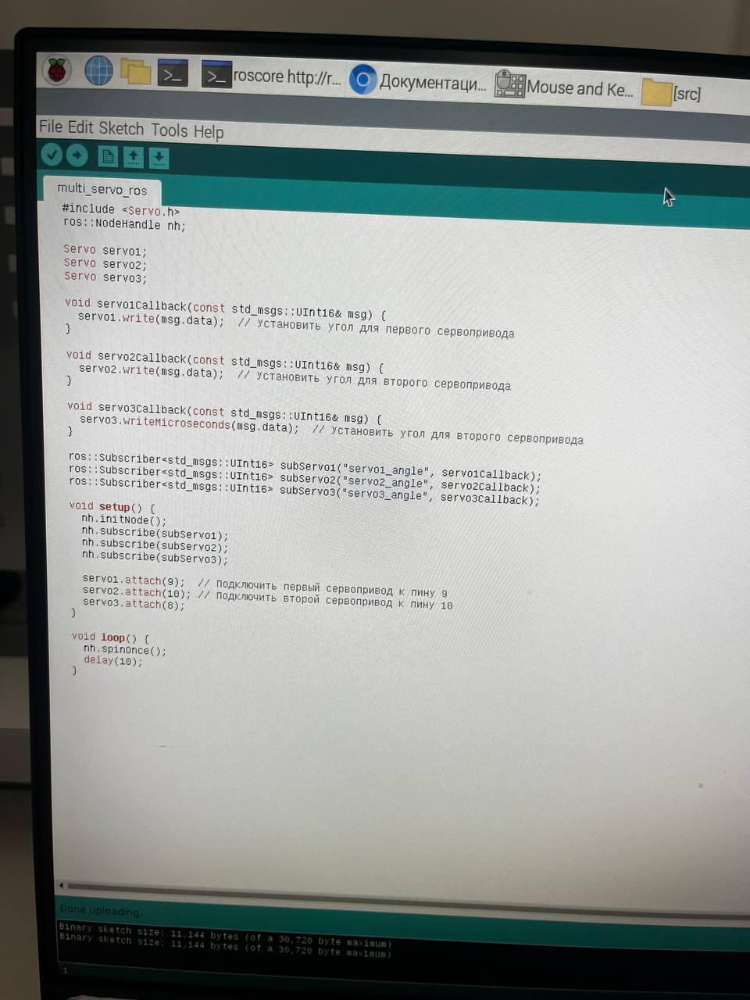 roscore http://r... Документаци... Mouse and Ke... [src]
File Edit Sketch Tools Help
multi_servo_ros
#include <Servo.h>
ros::NodeHandle nh;
Servo servo1;
Servo servo2;
Servo servo3;
void servo1Callback(const std_msgs::UInt16& msg) {
servo1.write(msg.data); // Установить угол для первого сервопривода
}
void servo2Callback(const std_msgs::UInt16& msg) {
servo2.write(msg.data); // Установить угол для второго сервопривода
}
void servo3Callback(const std_msgs::UInt16& msg) {
servo3.writeMicroseconds(msg.data); // Установить угол для второго сервопривода
}
ros::Subscriber<std_msgs::UInt16> subServo1("servo1_angle", servo1Callback);
ros::Subscriber<std_msgs::UInt16> subServo2("servo2_angle", servo2Callback);
ros::Subscriber<std_msgs::UInt16> subServo3("servo3_angle", servo3Callback);
void setup() {
nh.initNode();
nh.subscribe(subServo1);
nh.subscribe(subServo2);
nh.subscribe(subServo3);
servo1.attach(9); // Подключить первый сервопривод к пину 9
servo2.attach(10); // Подключить второй сервопривод к пину 10
servo3.attach(8);
}
void loop() {
nh.spinOnce();
delay(10);
}
Done uploading.
Binary sketch size: 11,144 bytes (of a 30,720 byte maximum)
Binary sketch size: 11,144 bytes (of a 30,720 byte maximum)
1